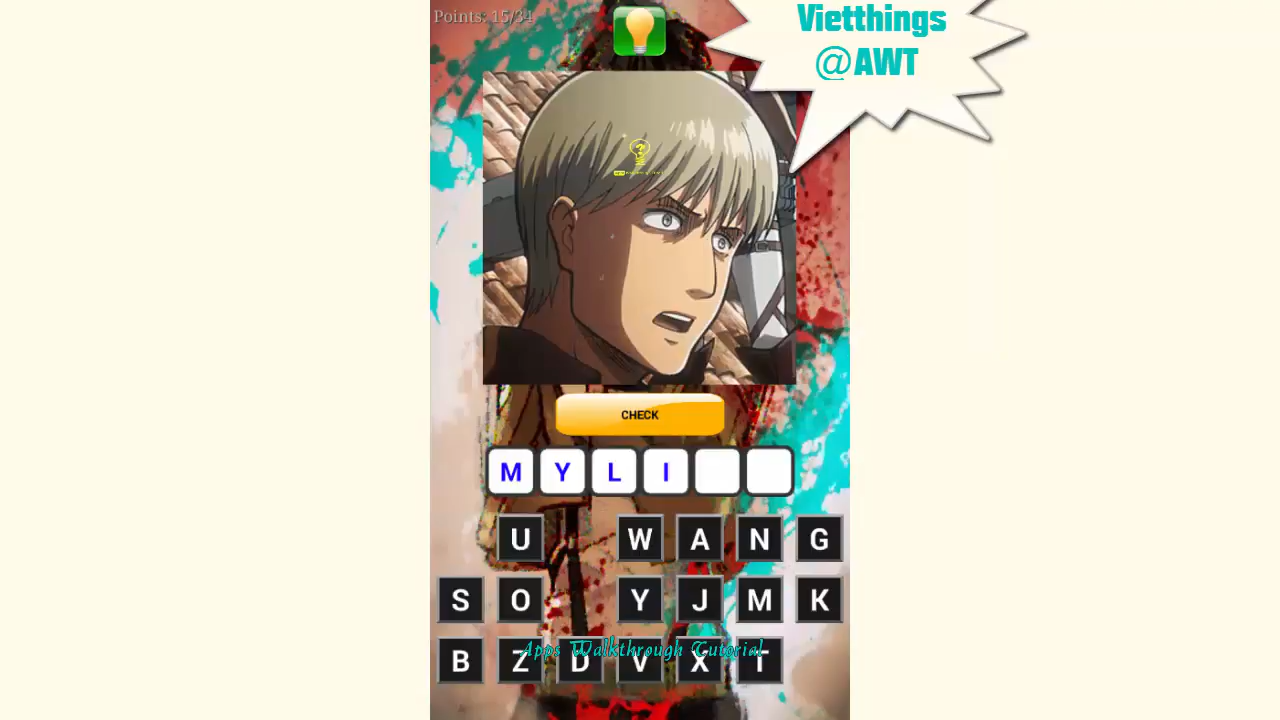 Points: 15/34
Vietthings
@AWT
?
CHECK
M Y L I
U W A N G
S O Y J M K
B Z D V X T
Apps Walkthrough Tutorial